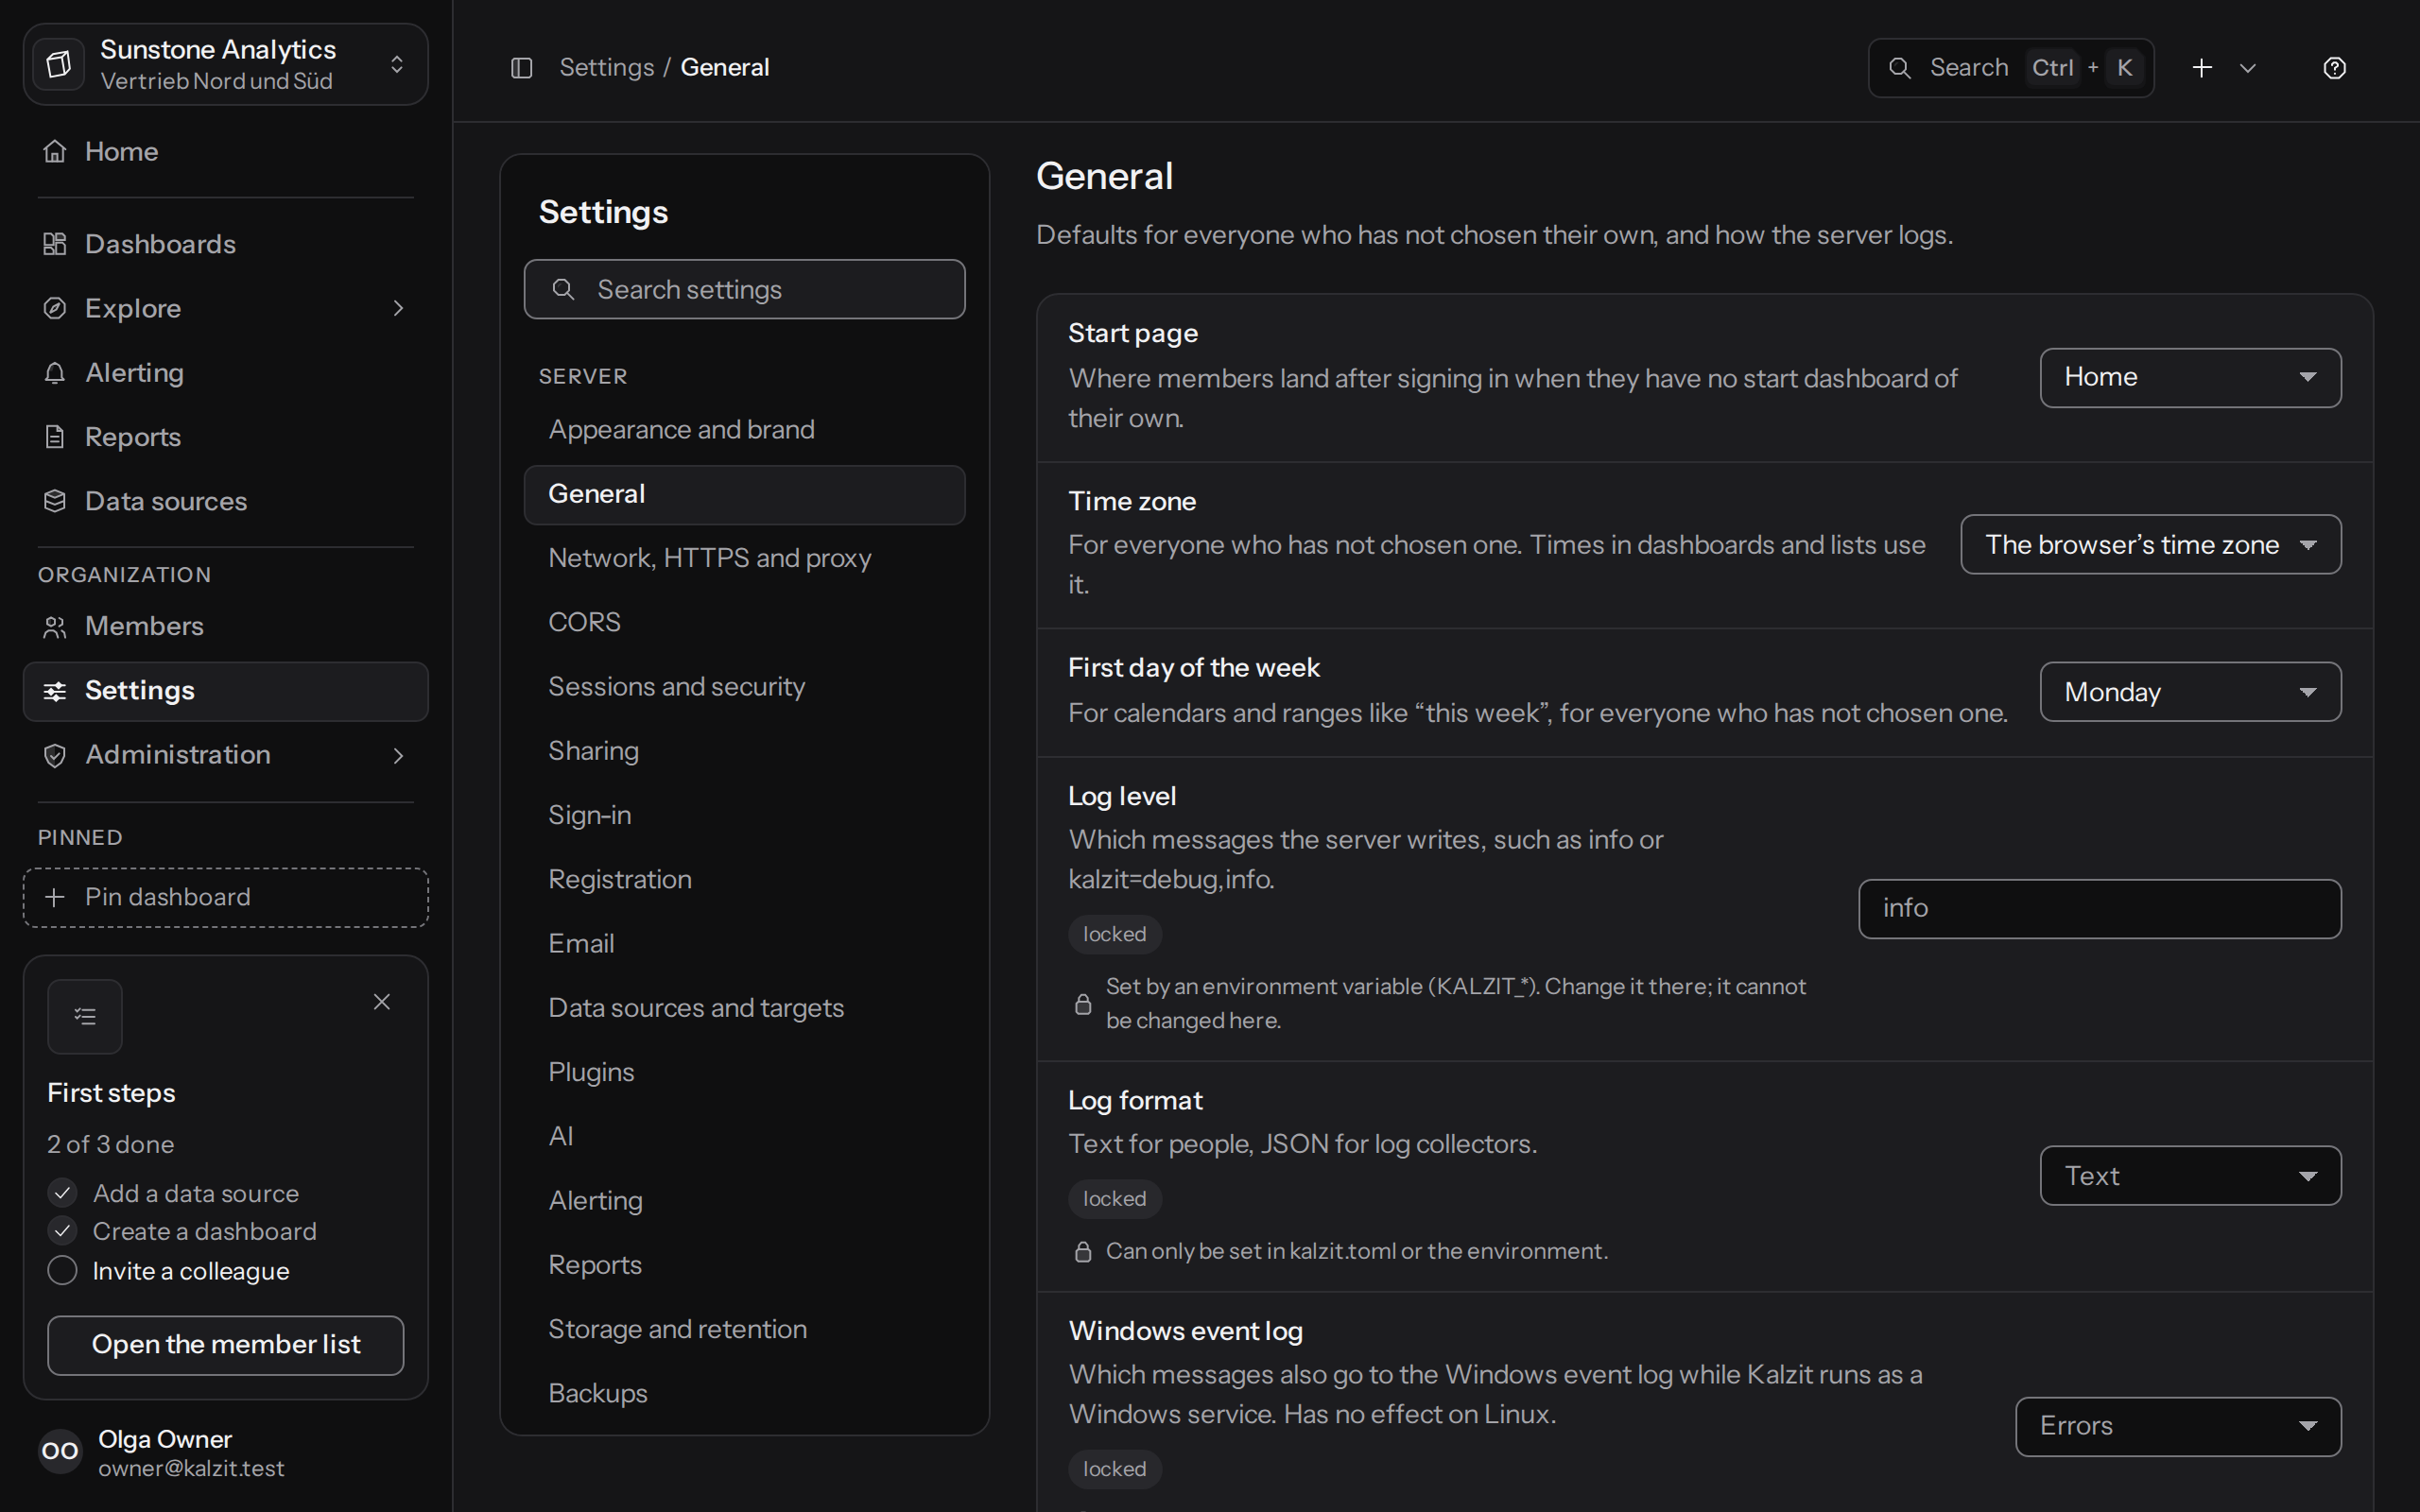 Sunstone Analytics
Vertrieb Nord und Süd
Home
Dashboards
Explore
Alerting
Reports
Data sources
ORGANIZATION
Members
Settings
Administration
PINNED
Pin dashboard
First steps
2 of 3 done
Add a data source
Create a dashboard
Invite a colleague
Open the member list
OO
Olga Owner
owner@kalzit.test
Settings / General
Search Ctrl + K
Settings
Search settings
SERVER
Appearance and brand
General
Network, HTTPS and proxy
CORS
Sessions and security
Sharing
Sign-in
Registration
Email
Data sources and targets
Plugins
AI
Alerting
Reports
Storage and retention
Backups
General
Defaults for everyone who has not chosen their own, and how the server logs.
Start page
Where members land after signing in when they have no start dashboard of
their own.
Home
Time zone
For everyone who has not chosen one. Times in dashboards and lists use
it.
The browser’s time zone
First day of the week
For calendars and ranges like “this week”, for everyone who has not chosen one.
Monday
Log level
Which messages the server writes, such as info or
kalzit=debug,info.
locked
Set by an environment variable (KALZIT_*). Change it there; it cannot
be changed here.
info
Log format
Text for people, JSON for log collectors.
locked
Can only be set in kalzit.toml or the environment.
Text
Windows event log
Which messages also go to the Windows event log while Kalzit runs as a
Windows service. Has no effect on Linux.
locked
Errors